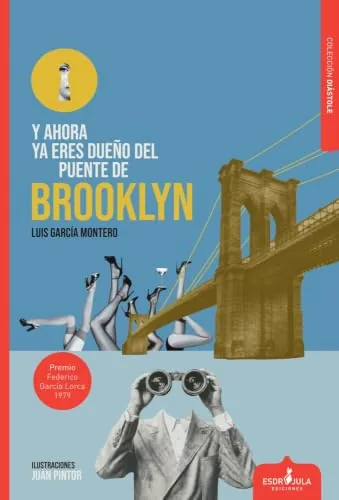 COLECCIÓN DIÁSTOLE
Y AHORA
YA ERES DUEÑO DEL
PUENTE DE
BROOKLYN
LUIS GARCÍA MONTERO
Premio
Federico
García Lorca
1979
ILUSTRACIONES
JUAN PINTOR
ESDRÚJULA
EDICIONES